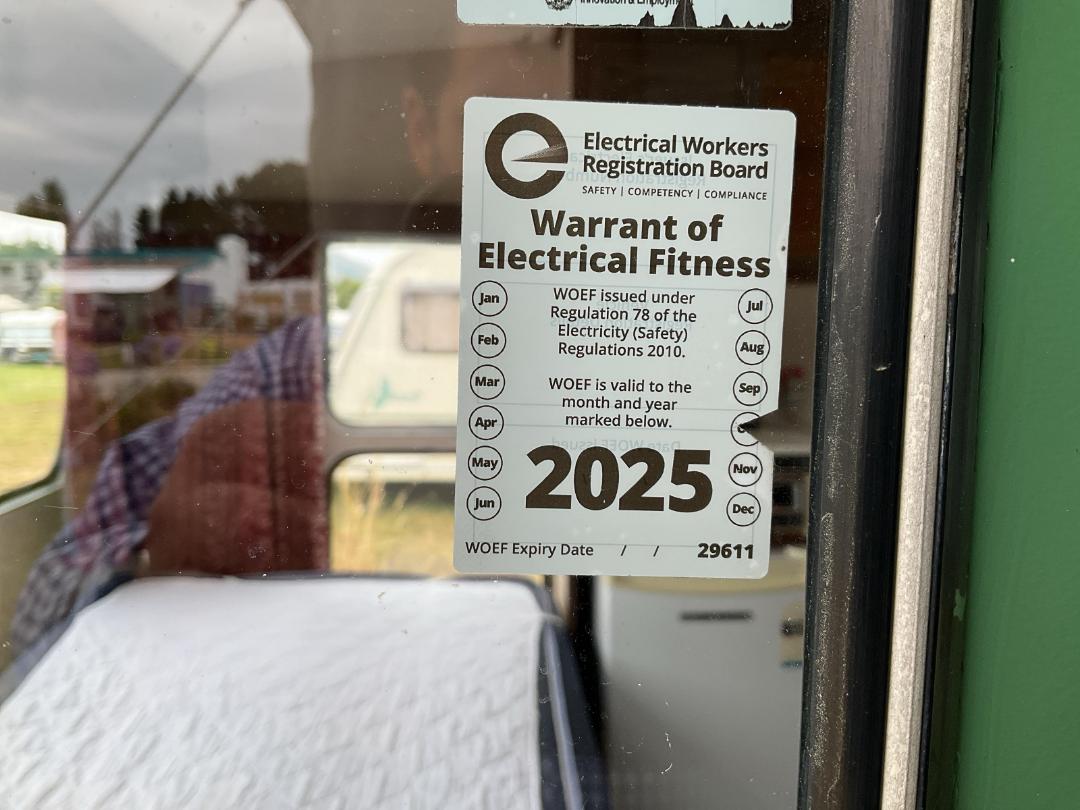 Innovation & Employm
Electrical Workers
Registration Board
SAFETY | COMPETENCY | COMPLIANCE
Warrant of
Electrical Fitness
Jan
Feb
Mar
Apr
May
Jun
WOEF issued under
Regulation 78 of the
Electricity (Safety)
Regulations 2010.
WOEF is valid to the
month and year
marked below.
2025
Jul
Aug
Sep
Nov
Dec
WOEF Expiry Date / / 29611